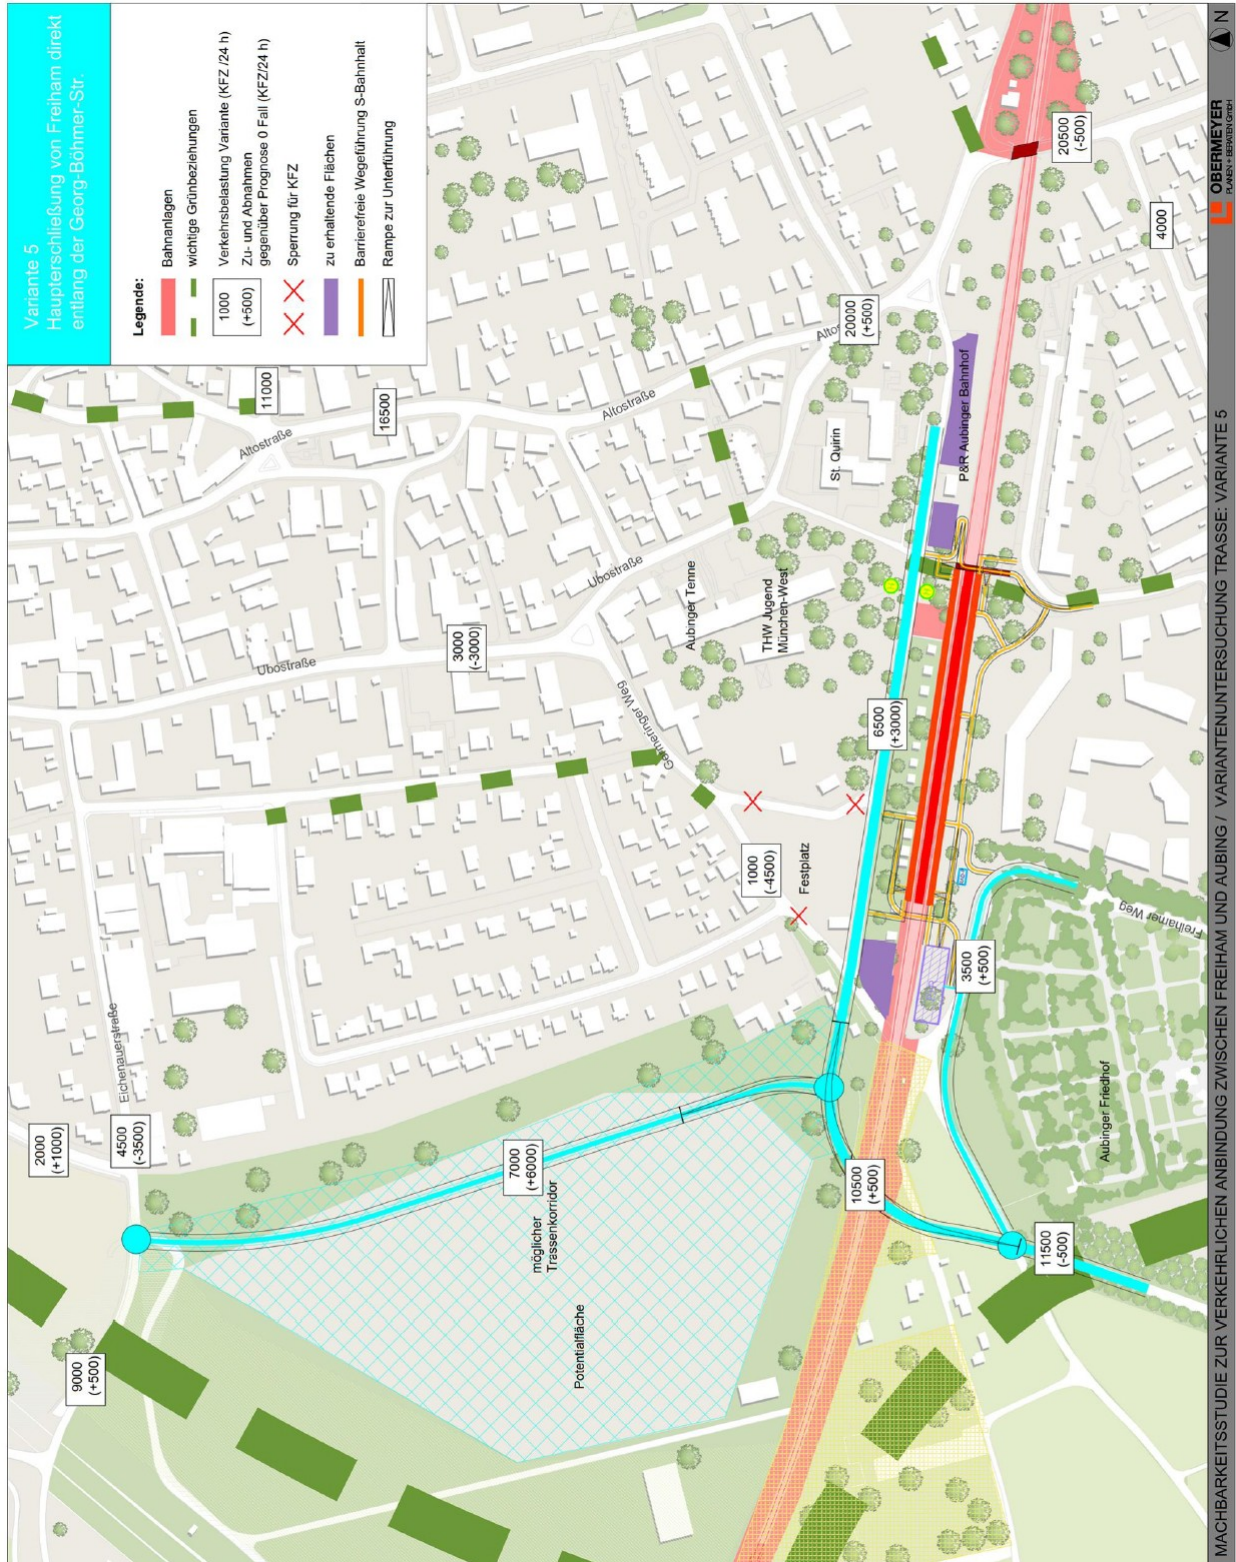 Variante 5
Haupterschließung von Freiham direkt
entlang der Georg-Böhmer-Str.
Legende:
Bahnanlagen
wichtige Grünbeziehungen
1000
(+500)
Verkehrsbelastung Variante (KFZ /24 h)
Zu- und Abnahmen
gegenüber Prognose 0 Fall (KFZ/24 h)
Sperrung für KFZ
zu erhaltende Flächen
Barrierefreie Wegeführung S-Bahnhalt
Rampe zur Unterführung
9000
(+500)
2000
(+1000)
4500
(-3500)
Eichenauerstraße
Ubostraße
Altostraße
11000
16500
3000
(-3000)
Ubostraße
Altostraße
Germeringer Weg
Aubinger Tenne
THW Jugend
München-West
St. Quirin
20000
(+500)
7000
(+6000)
möglicher
Trassenkorridor
Potentialfläche
1000
(-4500)
Festplatz
6500
(+3000)
P&R Aubinger Bahnhof
20500
(-500)
4000
10500
(+500)
3500
(+500)
11500
(-500)
Aubinger Friedhof
Freihamer Weg
MACHBARKEITSSTUDIE ZUR VERKEHRLICHEN ANBINDUNG ZWISCHEN FREIHAM UND AUBING / VARIANTENUNTERSUCHUNG TRASSE: VARIANTE 5
OBERMEYER
PLANEN + BERATEN GmbH
N